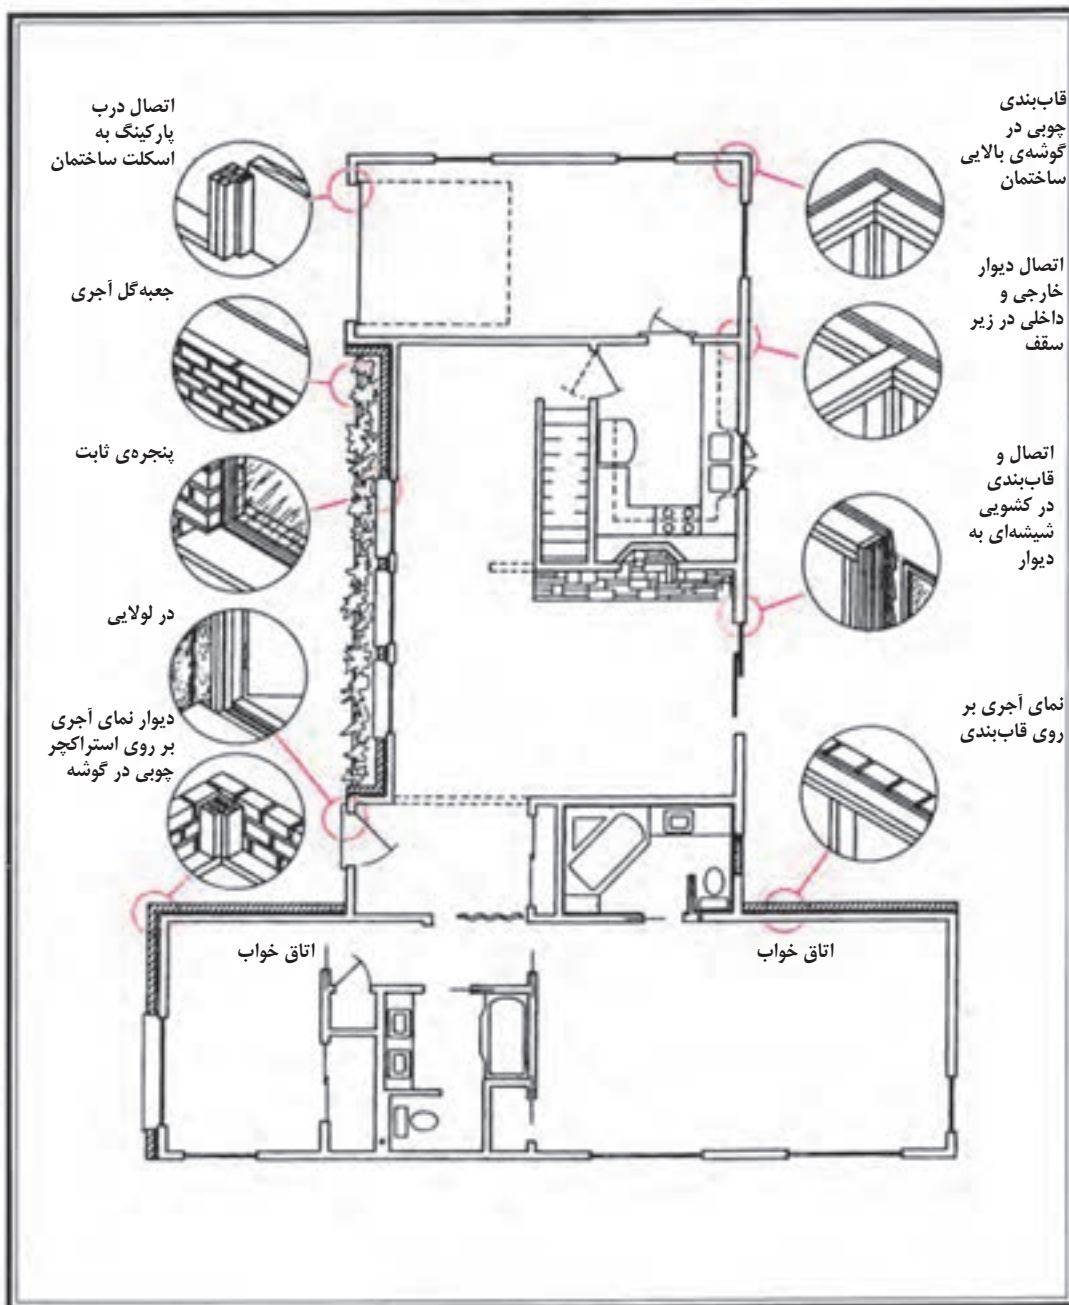 قاب‌بندی
چوبی در
گوشه‌ی بالایی
ساختمان
اتصال دیوار
خارجی و
داخلی در زیر
سقف
اتصال و
قاب‌بندی
در کشویی
شیشه‌ای به
دیوار
نمای آجری بر
روی قاب‌بندی
اتصال درب
پارکینگ به
اسکلت ساختمان
جعبه‌گل آجری
پنجره‌ی ثابت
در لولایی
دیوار نمای آجری
بر روی استراکچر
چوبی در گوشه
اتاق خواب
اتاق خواب